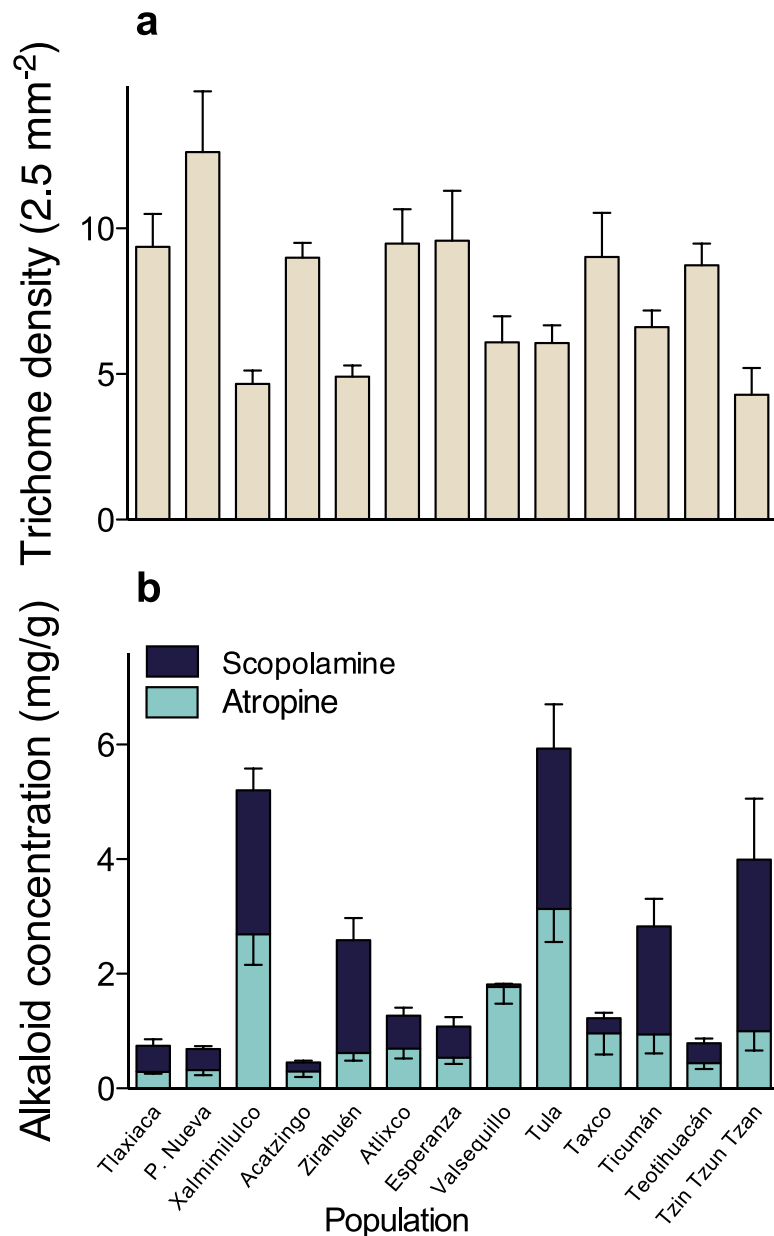 a
Trichome density (2.5 mm⁻²)
10
5
0
b
Alkaloid concentration (mg/g)
Scopolamine
Atropine
6
4
2
0
Tlaxiaca
P. Nueva
Xalmimilulco
Acatzingo
Zirahuén
Atlixco
Esperanza
Valsequillo
Tula
Taxco
Ticumán
Teotihuacán
Tzin Tzun Tzan
Population